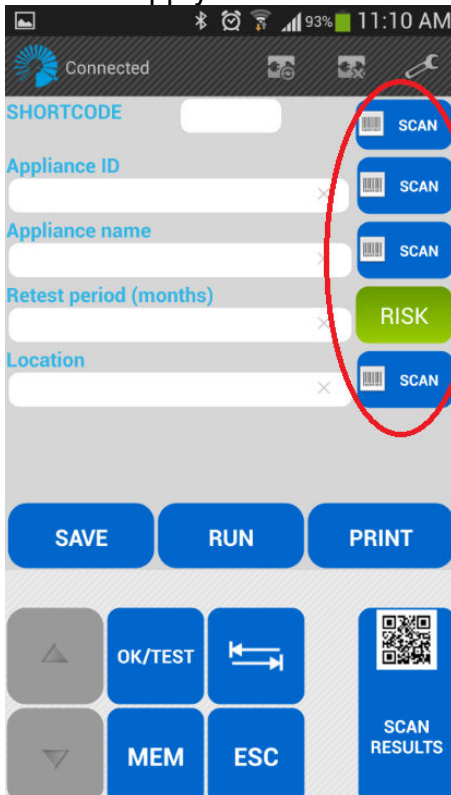 93% 11:10 AM
Connected
SHORTCODE SCAN
Appliance ID
SCAN
Appliance name
SCAN
Retest period (months)
RISK
Location
SCAN
SAVE RUN PRINT
OK/TEST
MEM ESC SCAN RESULTS